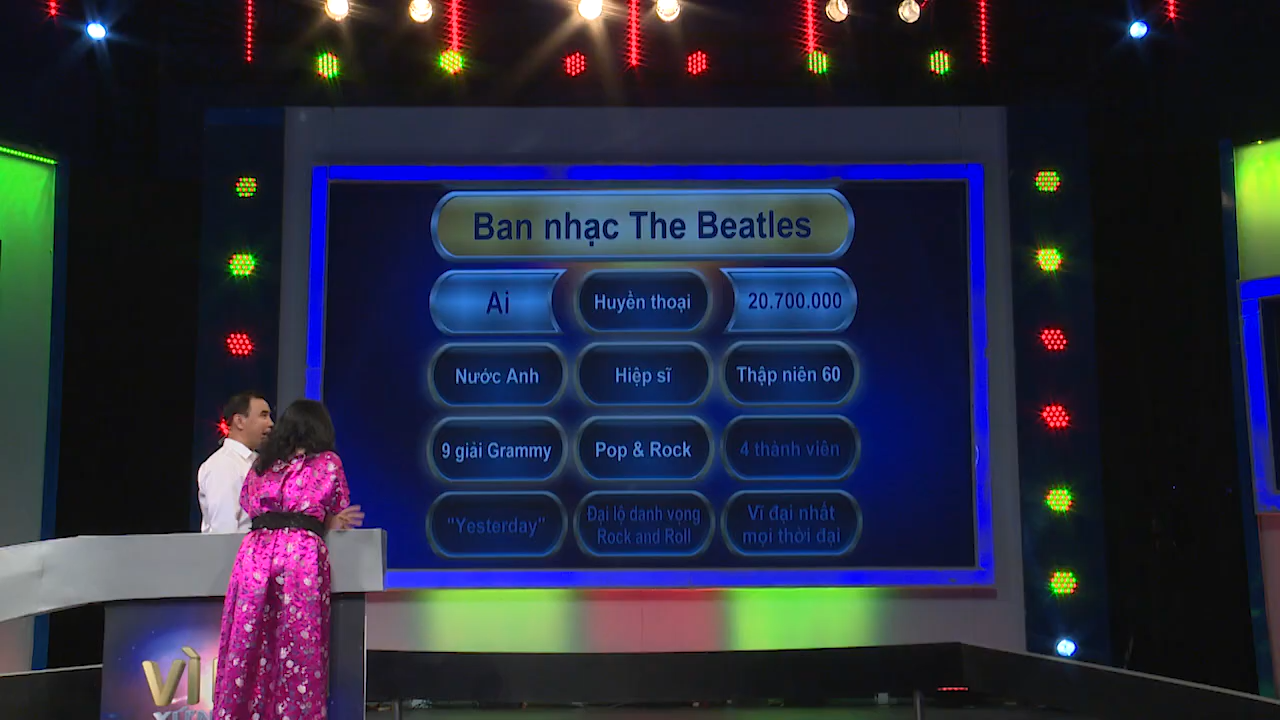 Ban nhạc The Beatles
Ai
Huyền thoại
20.700.000
Nước Anh
Hiệp sĩ
Thập niên 60
9 giải Grammy
Pop & Rock
4 thành viên
"Yesterday"
Đại lộ danh vọng
Rock and Roll
Vĩ đại nhất
mọi thời đại
VÌ